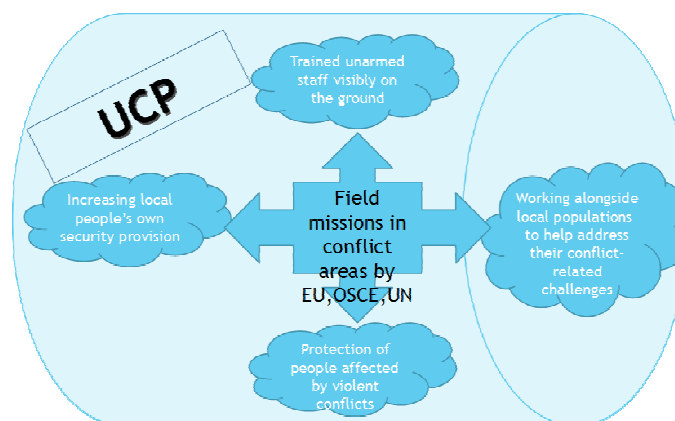 UCP
Trained unarmed
staff visibly on
the ground
Increasing local
people's own
security provision
Field
missions in
conflict
areas by
EU,OSCE,UN
Working alongside
local populations
to help address
their conflict-
related
challenges
Protection of
people affected
by violent
conflicts